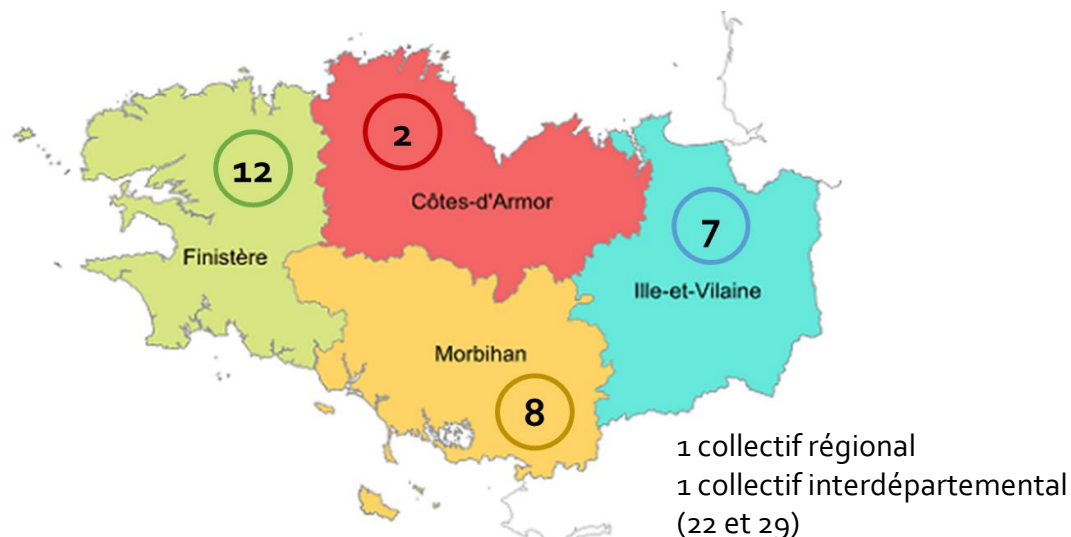 2
12
Côtes-d'Armor
7
Finistère
Ille-et-Vilaine
Morbihan
8
1 collectif régional
1 collectif interdépartemental
(22 et 29)